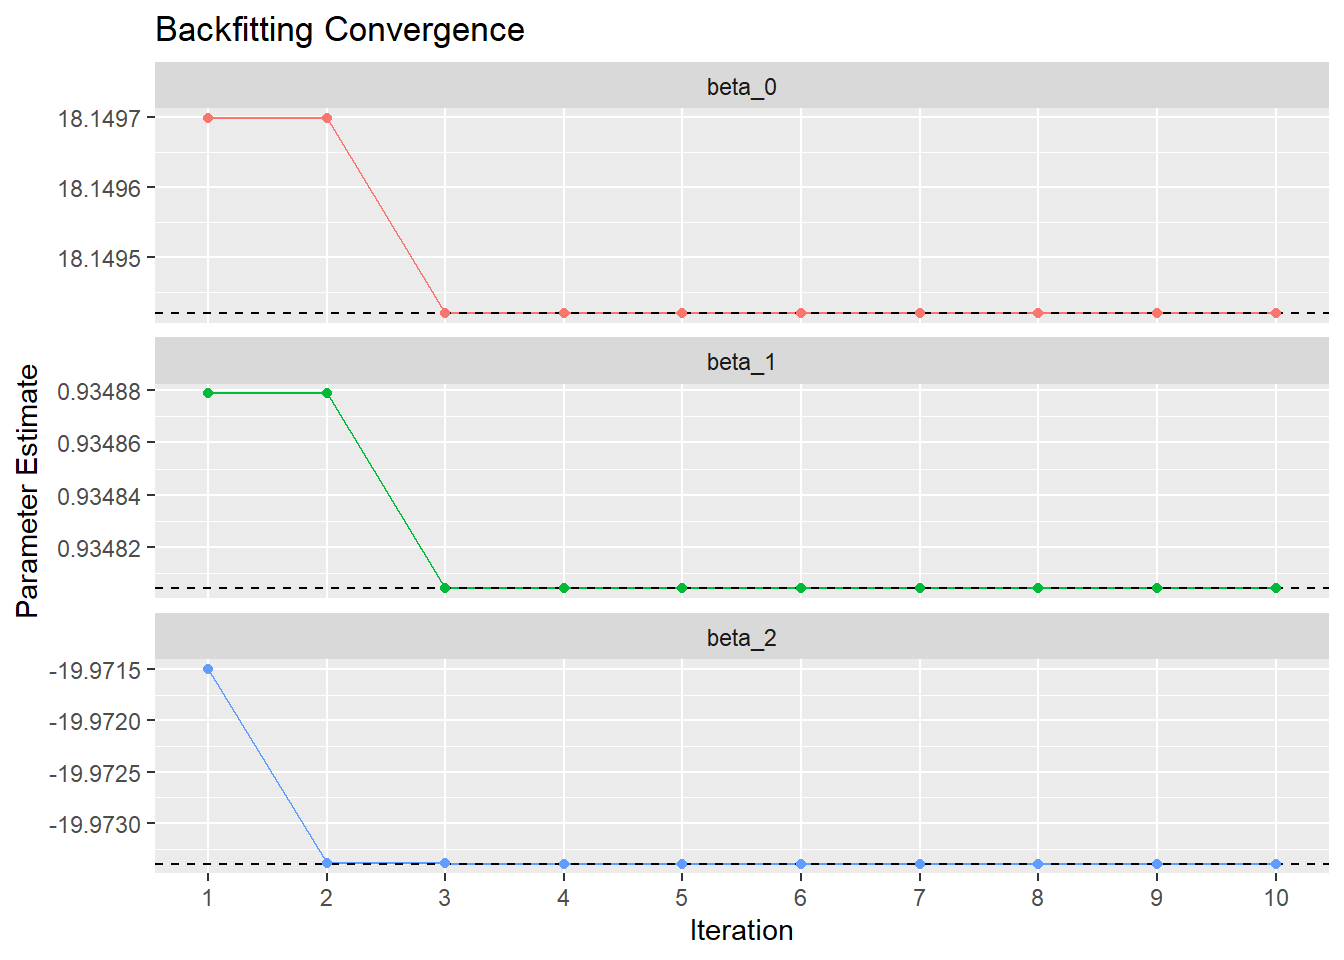 Backfitting Convergence
beta_0
18.1497
18.1496
18.1495
beta_1
0.93488
0.93486
0.93484
0.93482
beta_2
-19.9715
-19.9720
-19.9725
-19.9730
Parameter Estimate
1 2 3 4 5 6 7 8 9 10
Iteration